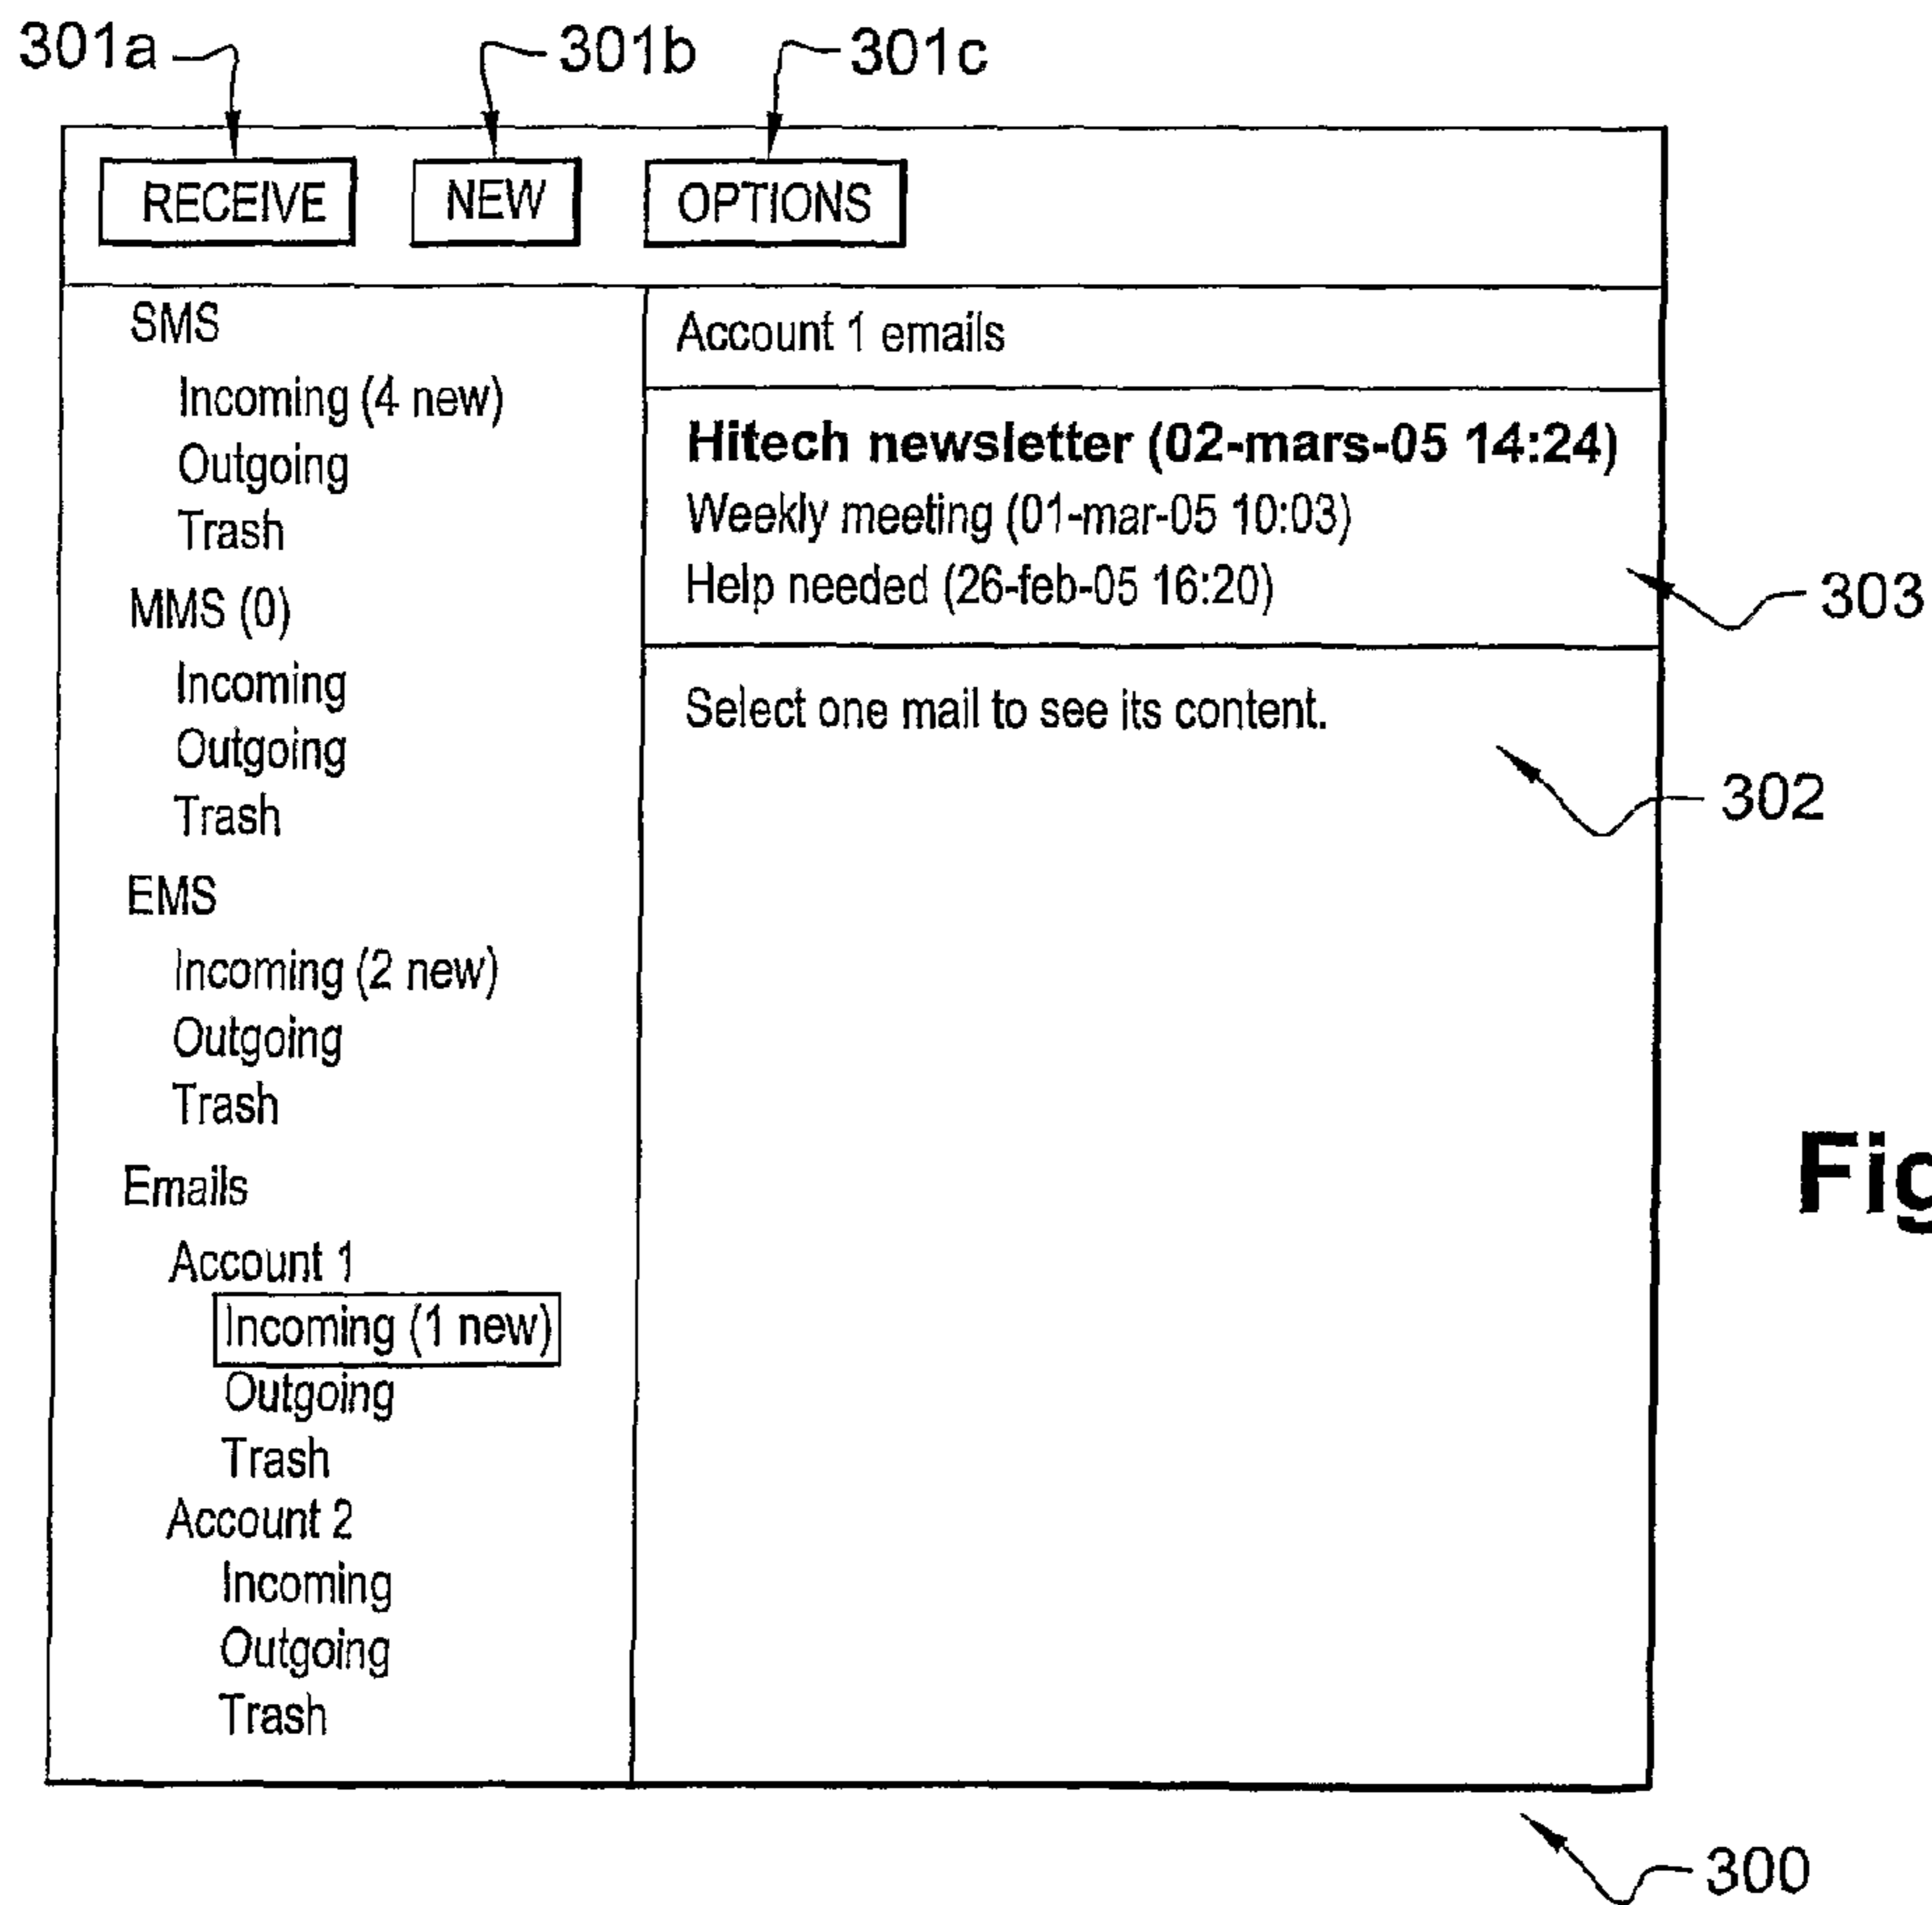 301a 301b 301c
RECEIVE NEW OPTIONS
SMS
Incoming (4 new)
Outgoing
Trash
MMS (0)
Incoming
Outgoing
Trash
EMS
Incoming (2 new)
Outgoing
Trash
Emails
Account 1
Incoming (1 new)
Outgoing
Trash
Account 2
Incoming
Outgoing
Trash
Account 1 emails
Hitech newsletter (02-mars-05 14:24)
Weekly meeting (01-mar-05 10:03)
Help needed (26-feb-05 16:20)
303
Select one mail to see its content.
302
300